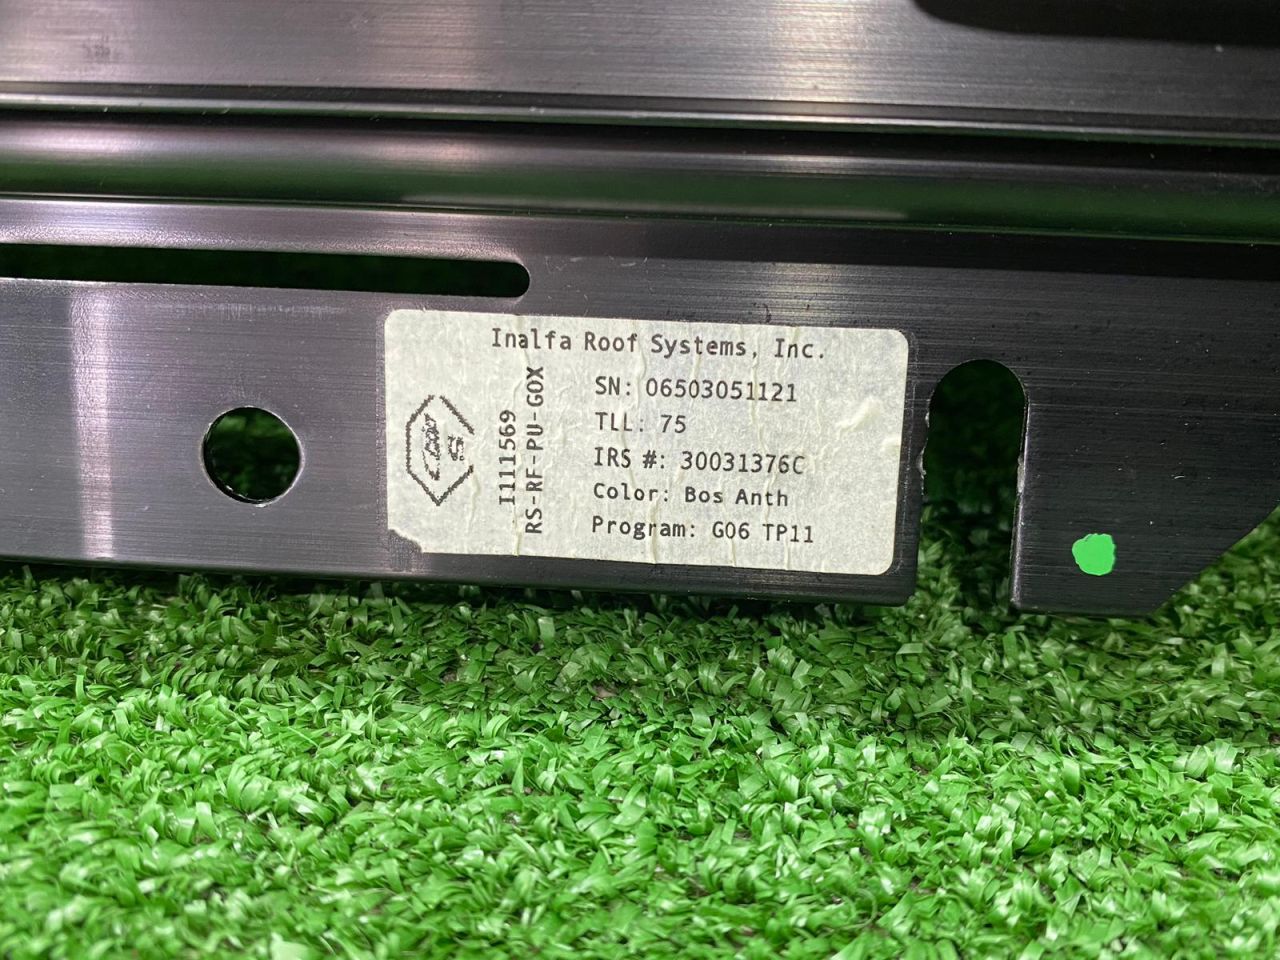 Inalfa Roof Systems, Inc.
SN: 06503051121
TLL: 75
IRS #: 30031376C
Color: Bos Anth
Program: G06 TP11
I111569
RS-RF-PU-GOX